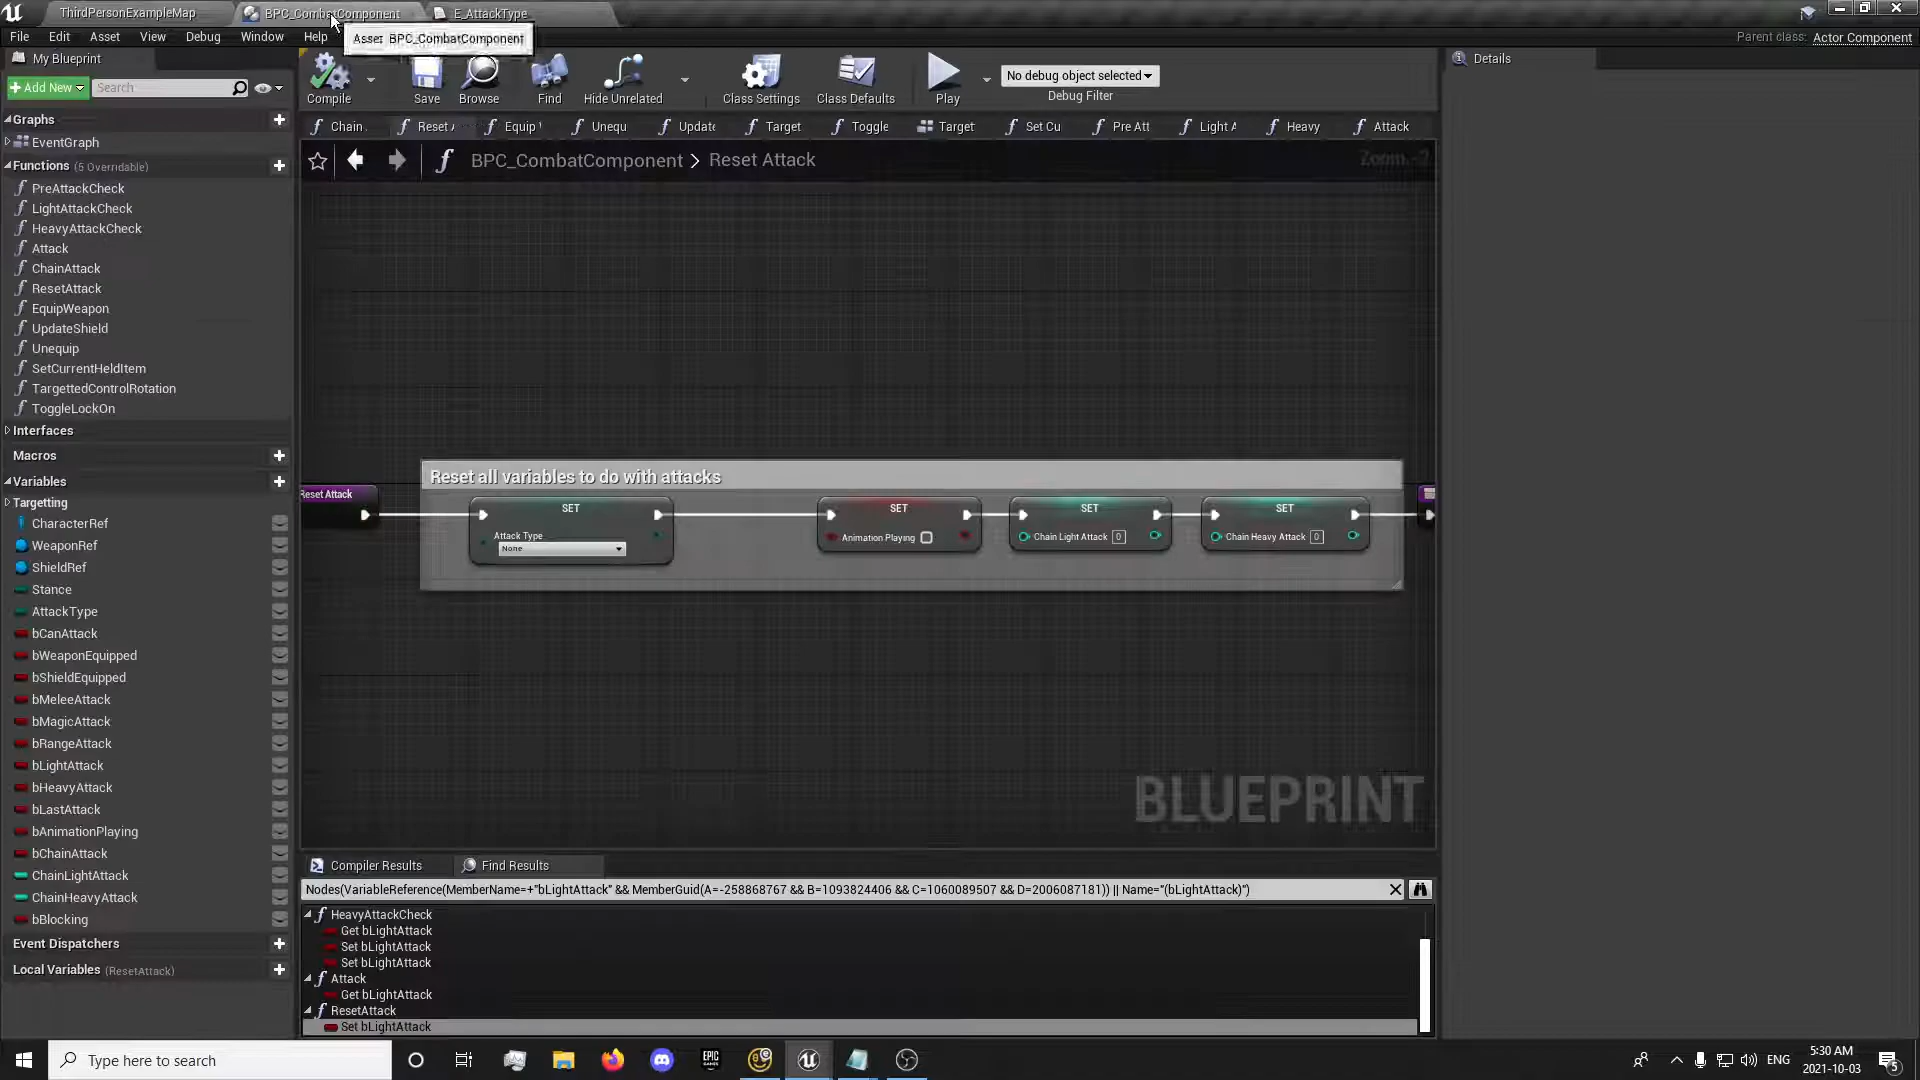 ThirdPersonExampleMap
BPC_CombatComponent
E_AttackType
File Edit Asset View Debug Window Help
Asset BPC_CombatComponent
Parent class: Actor Component
My Blueprint
Add New
Search
Compile
Save
Browse
Find
Hide Unrelated
Class Settings
Class Defaults
Play
No debug object selected
Debug Filter
Details
Chain
Reset A
Equip
Unequ
Update
Target
Toggle
Target
Set Cu
Pre Att
Light A
Heavy
Attack
BPC_CombatComponent > Reset Attack
Zoom -2
Graphs
EventGraph
Functions (5 Overridable)
PreAttackCheck
LightAttackCheck
HeavyAttackCheck
Attack
ChainAttack
ResetAttack
EquipWeapon
UpdateShield
Unequip
SetCurrentHeldItem
TargettedControlRotation
ToggleLockOn
Interfaces
Macros
Variables
Targetting
CharacterRef
WeaponRef
ShieldRef
Stance
AttackType
bCanAttack
bWeaponEquipped
bShieldEquipped
bMeleeAttack
bMagicAttack
bRangeAttack
bLightAttack
bHeavyAttack
bLastAttack
bAnimationPlaying
bChainAttack
ChainLightAttack
ChainHeavyAttack
bBlocking
Event Dispatchers
Local Variables (ResetAttack)
Reset all variables to do with attacks
Reset Attack
SET
Attack Type
None
SET
Animation Playing
SET
Chain Light Attack 0
SET
Chain Heavy Attack 0
BLUEPRINT
Compiler Results
Find Results
Nodes(VariableReference(MemberName=+"bLightAttack" && MemberGuid(A=-258868767 && B=1093824406 && C=1060089507 && D=2006087181)) || Name="(bLightAttack)")
HeavyAttackCheck
Get bLightAttack
Set bLightAttack
Set bLightAttack
Attack
Get bLightAttack
ResetAttack
Set bLightAttack
Type here to search
EPIC GAMES
ENG
5:30 AM
2021-10-03
5